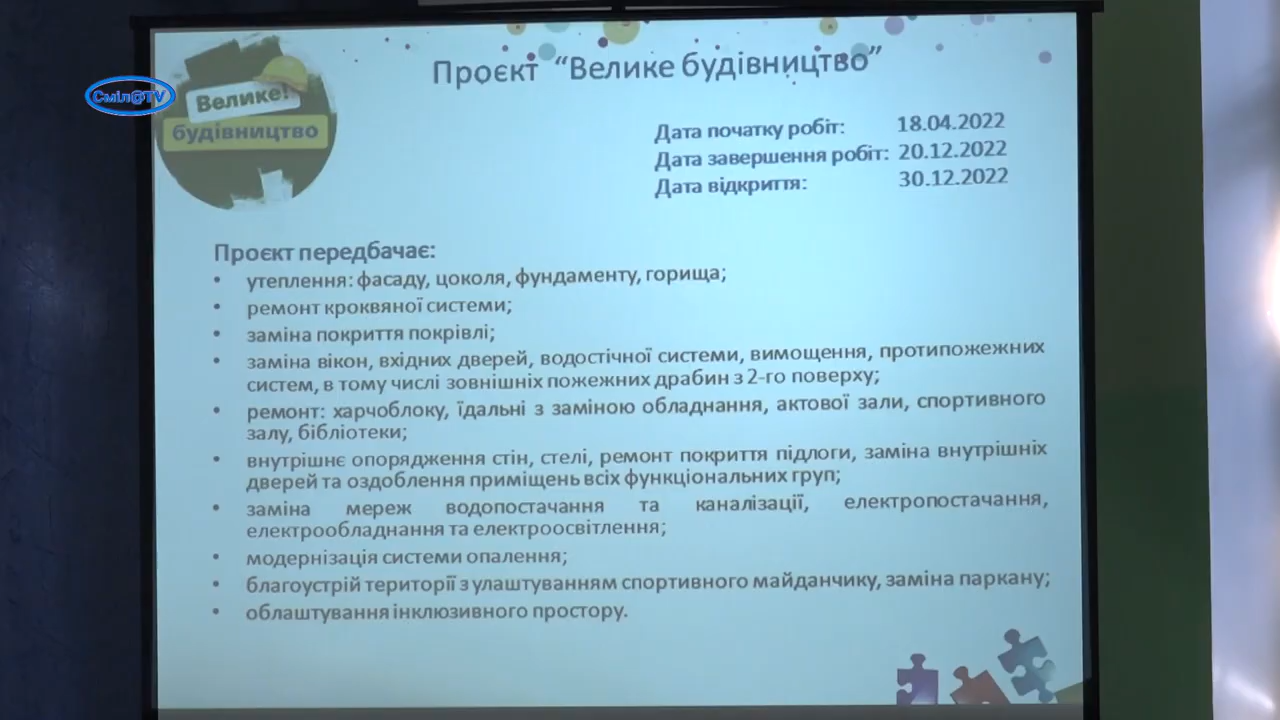 Проєкт “Велике будівництво”
Сміл@TV
Велике!
будівництво
Дата початку робіт: 18.04.2022
Дата завершення робіт: 20.12.2022
Дата відкриття: 30.12.2022
Проєкт передбачає:
• утеплення: фасаду, цоколя, фундаменту, горища;
• ремонт кроквяної системи;
• заміна покриття покрівлі;
• заміна вікон, вхідних дверей, водостічної системи, вимощення, протипожежних
систем, в тому числі зовнішніх пожежних драбин з 2-го поверху;
• ремонт: харчоблоку, їдальні з заміною обладнання, актової зали, спортивного
залу, бібліотеки;
• внутрішнє опорядження стін, стелі, ремонт покриття підлоги, заміна внутрішніх
дверей та оздоблення приміщень всіх функціональних груп;
• заміна мереж водопостачання та каналізації, електропостачання,
електрообладнання та електроосвітлення;
• модернізація системи опалення;
• благоустрій території з улаштуванням спортивного майданчику, заміна паркану;
• облаштування інклюзивного простору.